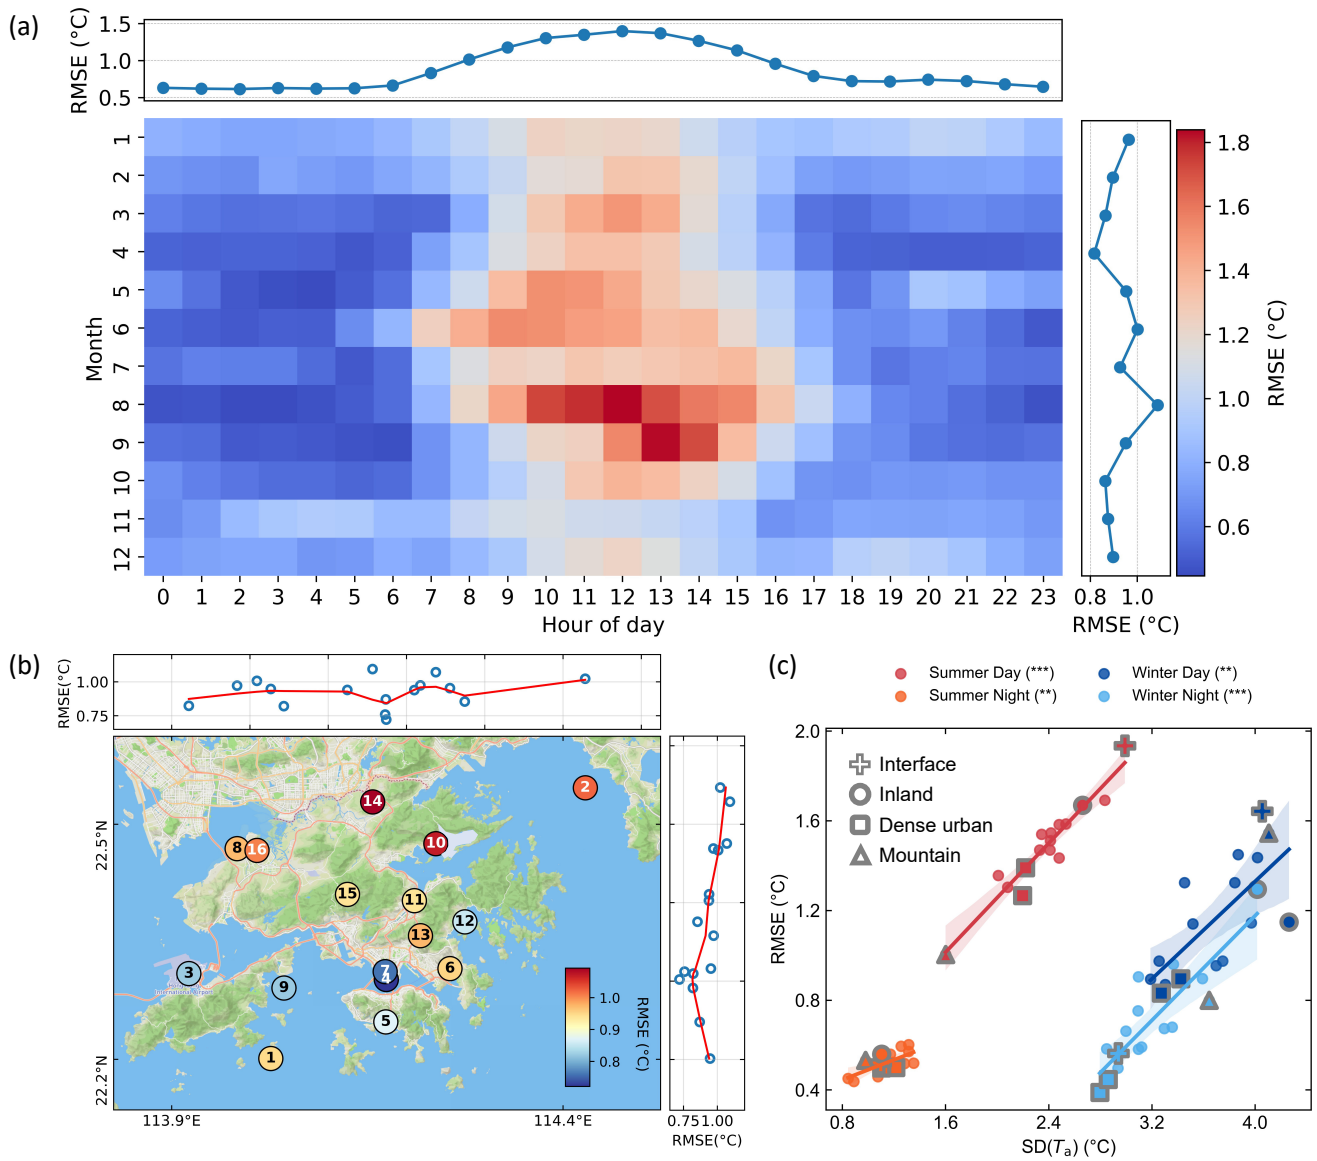 (a)
RMSE (°C)
1.5
1.0
0.5
Month
1
2
3
4
5
6
7
8
9
10
11
12
0 1 2 3 4 5 6 7 8 9 10 11 12 13 14 15 16 17 18 19 20 21 22 23
Hour of day
0.8 1.0
RMSE (°C)
1.8
1.6
1.4
1.2
1.0
0.8
0.6
RMSE (°C)
(b)
RMSE(°C)
1.00
0.75
22.5°N
22.2°N
14
2
8 16
10
15
11
12
13
3
7
4
6
9
5
1
International Airport
1.0
0.9
0.8
RMSE (°C)
113.9°E 114.4°E
0.75 1.00
RMSE(°C)
(c)
Summer Day (***) Winter Day (**)
Summer Night (**) Winter Night (***)
RMSE (°C)
2.0
1.6
1.2
0.8
0.4
Interface
Inland
Dense urban
Mountain
0.8 1.6 2.4 3.2 4.0
SD(Ta) (°C)